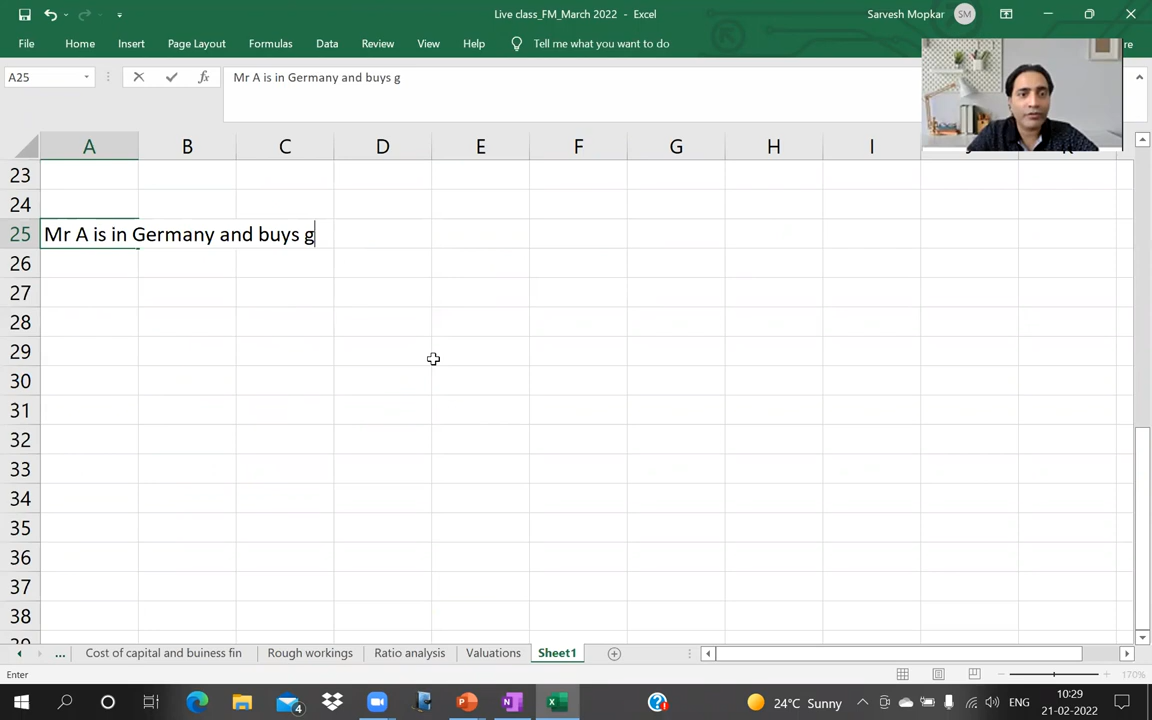 Live class_FM_March 2022 - Excel
Sarvesh Mopkar
SM
File
Home
Insert
Page Layout
Formulas
Data
Review
View
Help
Tell me what you want to do
re
A25
fx
Mr A is in Germany and buys g
A
B
C
D
E
F
G
H
I
23
24
25
Mr A is in Germany and buys g
26
27
28
29
30
31
32
33
34
35
36
37
38
...
Cost of capital and buiness fin
Rough workings
Ratio analysis
Valuations
Sheet1
Enter
170%
24°C Sunny
ENG
10:29
21-02-2022
4